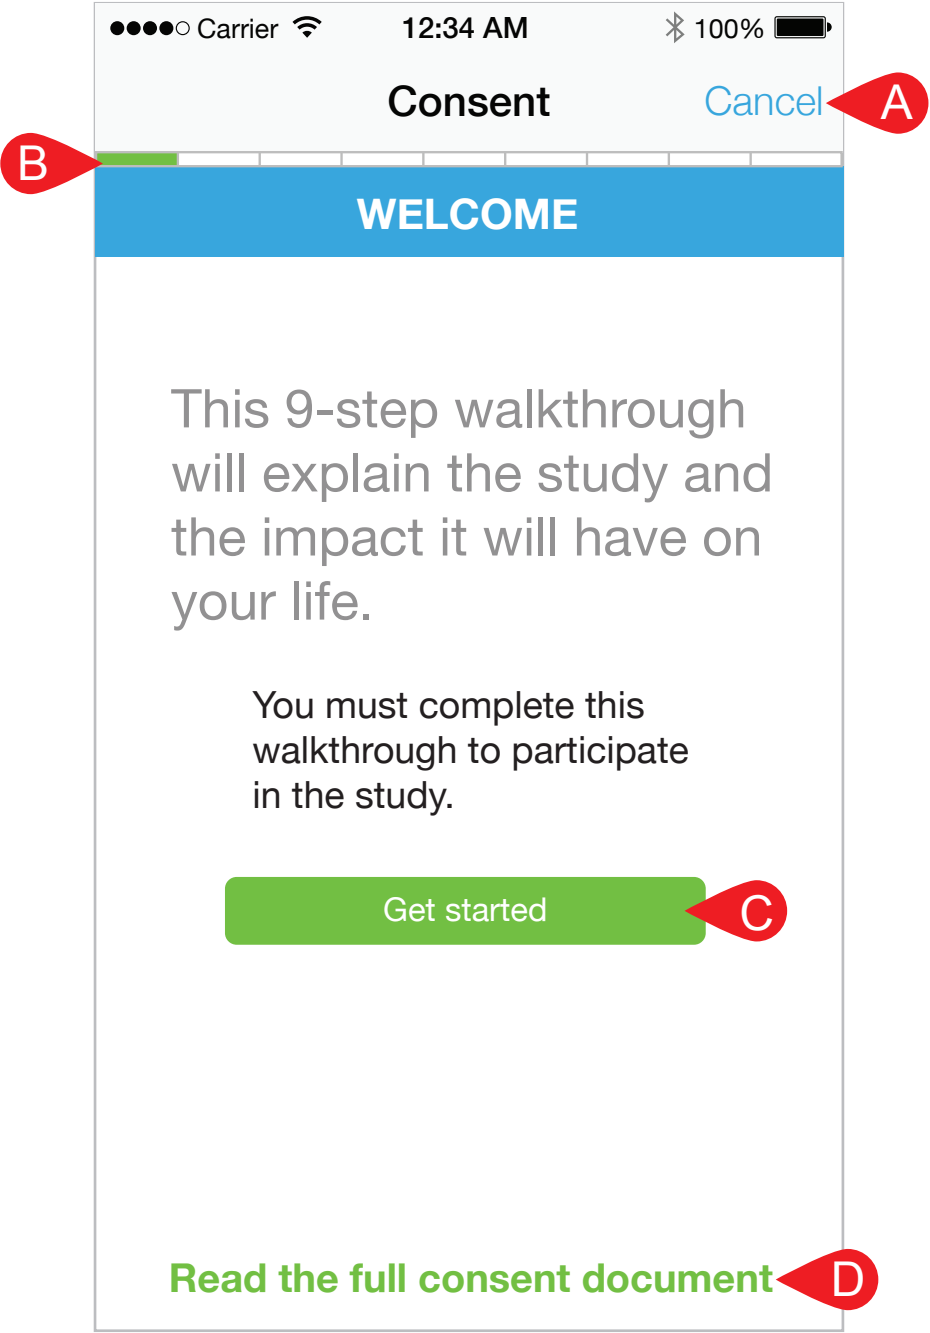 Carrier 12:34 AM 100%
Consent Cancel A
B
WELCOME
This 9-step walkthrough
will explain the study and
the impact it will have on
your life.
You must complete this
walkthrough to participate
in the study.
Get started C
Read the full consent document D